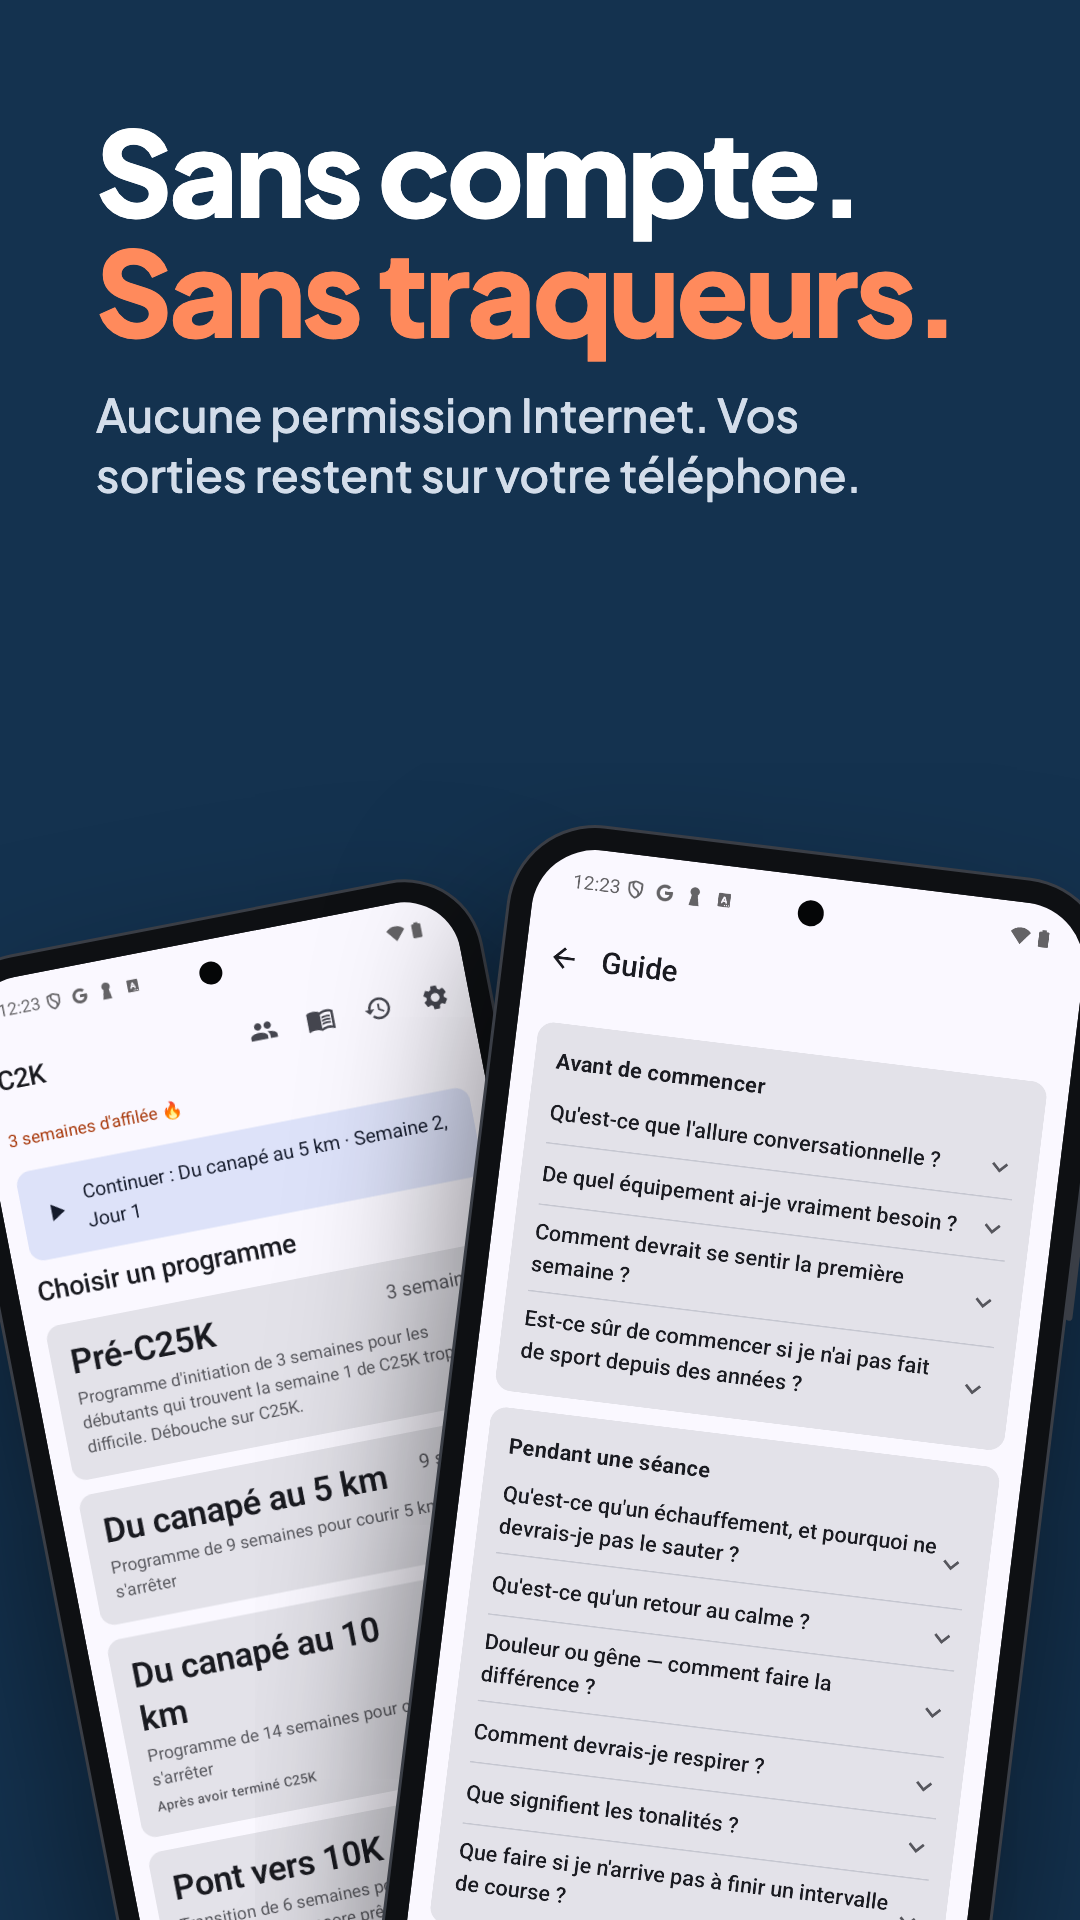 Sans compte.
Sans traqueurs.
Aucune permission Internet. Vos
sorties restent sur votre téléphone.
12:23
C2K
3 semaines d'affilée 🔥
Continuer : Du canapé au 5 km · Semaine 2,
Jour 1
Choisir un programme
Pré-C25K
3
Programme d'initiation de 3 semaines pour les
débutants qui trouvent la semaine 1 de C25K trop
difficile. Débouche sur C25K.
Du canapé au 5 km
9
Programme de 9 semaines pour courir 5 km
s'arrêter
Du canapé au 10
km
Programme de 14 semaines pour
s'arrêter
Après avoir terminé C25K
Pont vers 10K
Transition de 6 semaines
12:23
Guide
Avant de commencer
Qu'est-ce que l'allure conversationnelle ?
De quel équipement ai-je vraiment besoin ?
Comment devrait se sentir la première
semaine ?
Est-ce sûr de commencer si je n'ai pas fait
de sport depuis des années ?
Pendant une séance
Qu'est-ce qu'un échauffement, et pourquoi ne
devrais-je pas le sauter ?
Qu'est-ce qu'un retour au calme ?
Douleur ou gêne — comment faire la
différence ?
Comment devrais-je respirer ?
Que signifient les tonalités ?
Que faire si je n'arrive pas à finir un intervalle
de course ?